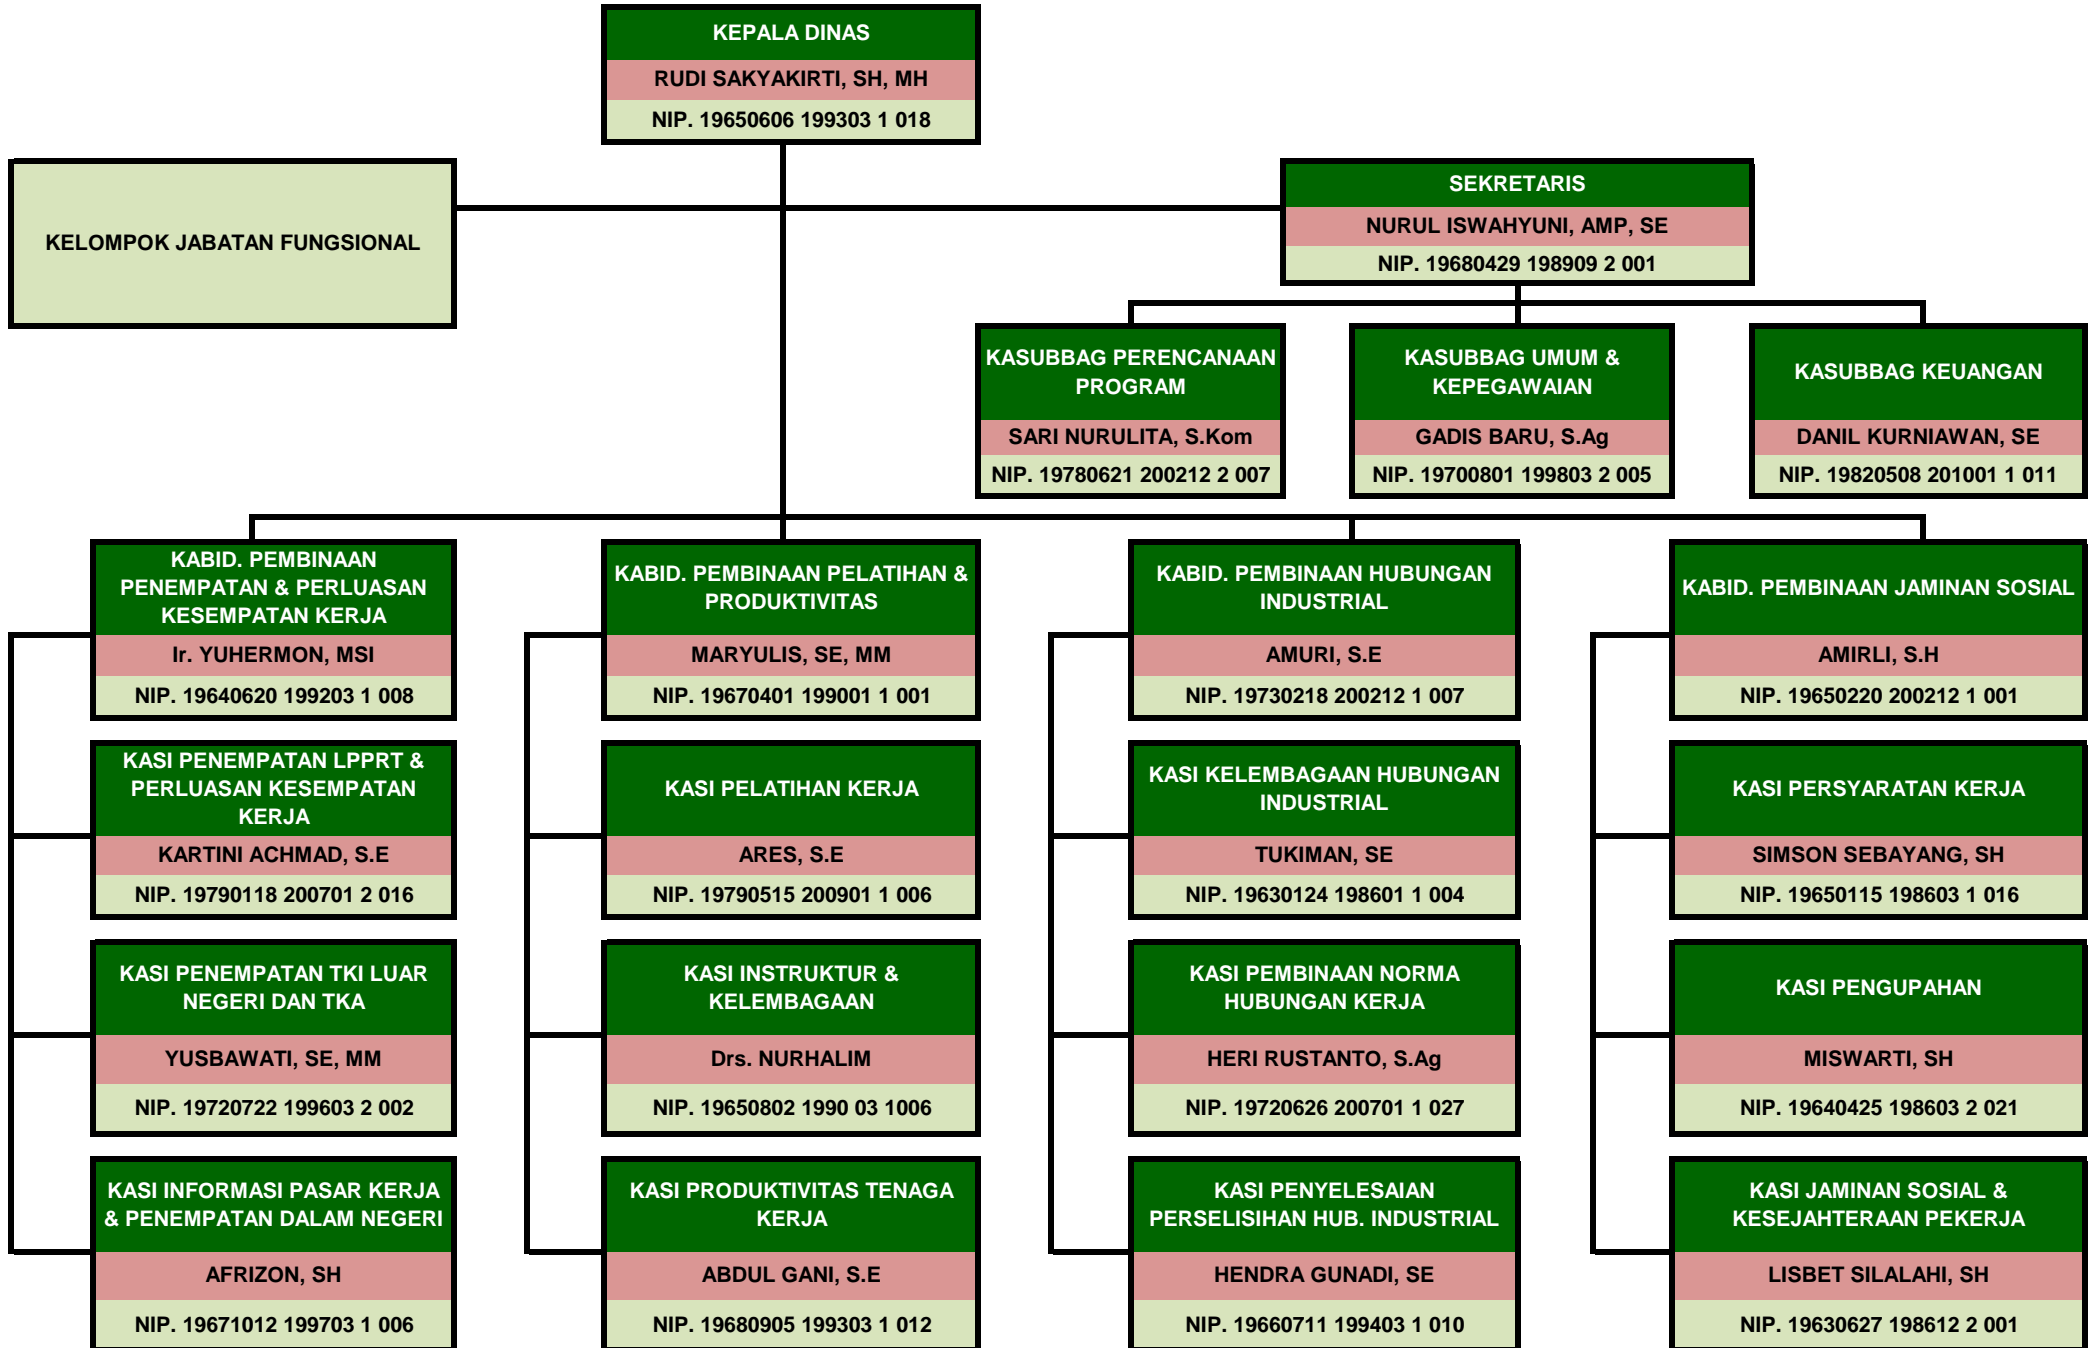 KEPALA DINAS
RUDI SAKYAKIRTI, SH, MH
NIP. 19650606 199303 1 018
KELOMPOK JABATAN FUNGSIONAL
SEKRETARIS
NURUL ISWAHYUNI, AMP, SE
NIP. 19680429 198909 2 001
KASUBBAG PERENCANAAN
PROGRAM
SARI NURULITA, S.Kom
NIP. 19780621 200212 2 007
KASUBBAG UMUM &
KEPEGAWAIAN
GADIS BARU, S.Ag
NIP. 19700801 199803 2 005
KASUBBAG KEUANGAN
DANIL KURNIAWAN, SE
NIP. 19820508 201001 1 011
KABID. PEMBINAAN
PENEMPATAN & PERLUASAN
KESEMPATAN KERJA
Ir. YUHERMON, MSI
NIP. 19640620 199203 1 008
KASI PENEMPATAN LPPRT &
PERLUASAN KESEMPATAN
KERJA
KARTINI ACHMAD, S.E
NIP. 19790118 200701 2 016
KASI PENEMPATAN TKI LUAR
NEGERI DAN TKA
YUSBAWATI, SE, MM
NIP. 19720722 199603 2 002
KASI INFORMASI PASAR KERJA
& PENEMPATAN DALAM NEGERI
AFRIZON, SH
NIP. 19671012 199703 1 006
KABID. PEMBINAAN PELATIHAN &
PRODUKTIVITAS
MARYULIS, SE, MM
NIP. 19670401 199001 1 001
KASI PELATIHAN KERJA
ARES, S.E
NIP. 19790515 200901 1 006
KASI INSTRUKTUR &
KELEMBAGAAN
Drs. NURHALIM
NIP. 19650802 1990 03 1006
KASI PRODUKTIVITAS TENAGA
KERJA
ABDUL GANI, S.E
NIP. 19680905 199303 1 012
KABID. PEMBINAAN HUBUNGAN
INDUSTRIAL
AMURI, S.E
NIP. 19730218 200212 1 007
KASI KELEMBAGAAN HUBUNGAN
INDUSTRIAL
TUKIMAN, SE
NIP. 19630124 198601 1 004
KASI PEMBINAAN NORMA
HUBUNGAN KERJA
HERI RUSTANTO, S.Ag
NIP. 19720626 200701 1 027
KASI PENYELESAIAN
PERSELISIHAN HUB. INDUSTRIAL
HENDRA GUNADI, SE
NIP. 19660711 199403 1 010
KABID. PEMBINAAN JAMINAN SOSIAL
AMIRLI, S.H
NIP. 19650220 200212 1 001
KASI PERSYARATAN KERJA
SIMSON SEBAYANG, SH
NIP. 19650115 198603 1 016
KASI PENGUPAHAN
MISWARTI, SH
NIP. 19640425 198603 2 021
KASI JAMINAN SOSIAL &
KESEJAHTERAAN PEKERJA
LISBET SILALAHI, SH
NIP. 19630627 198612 2 001